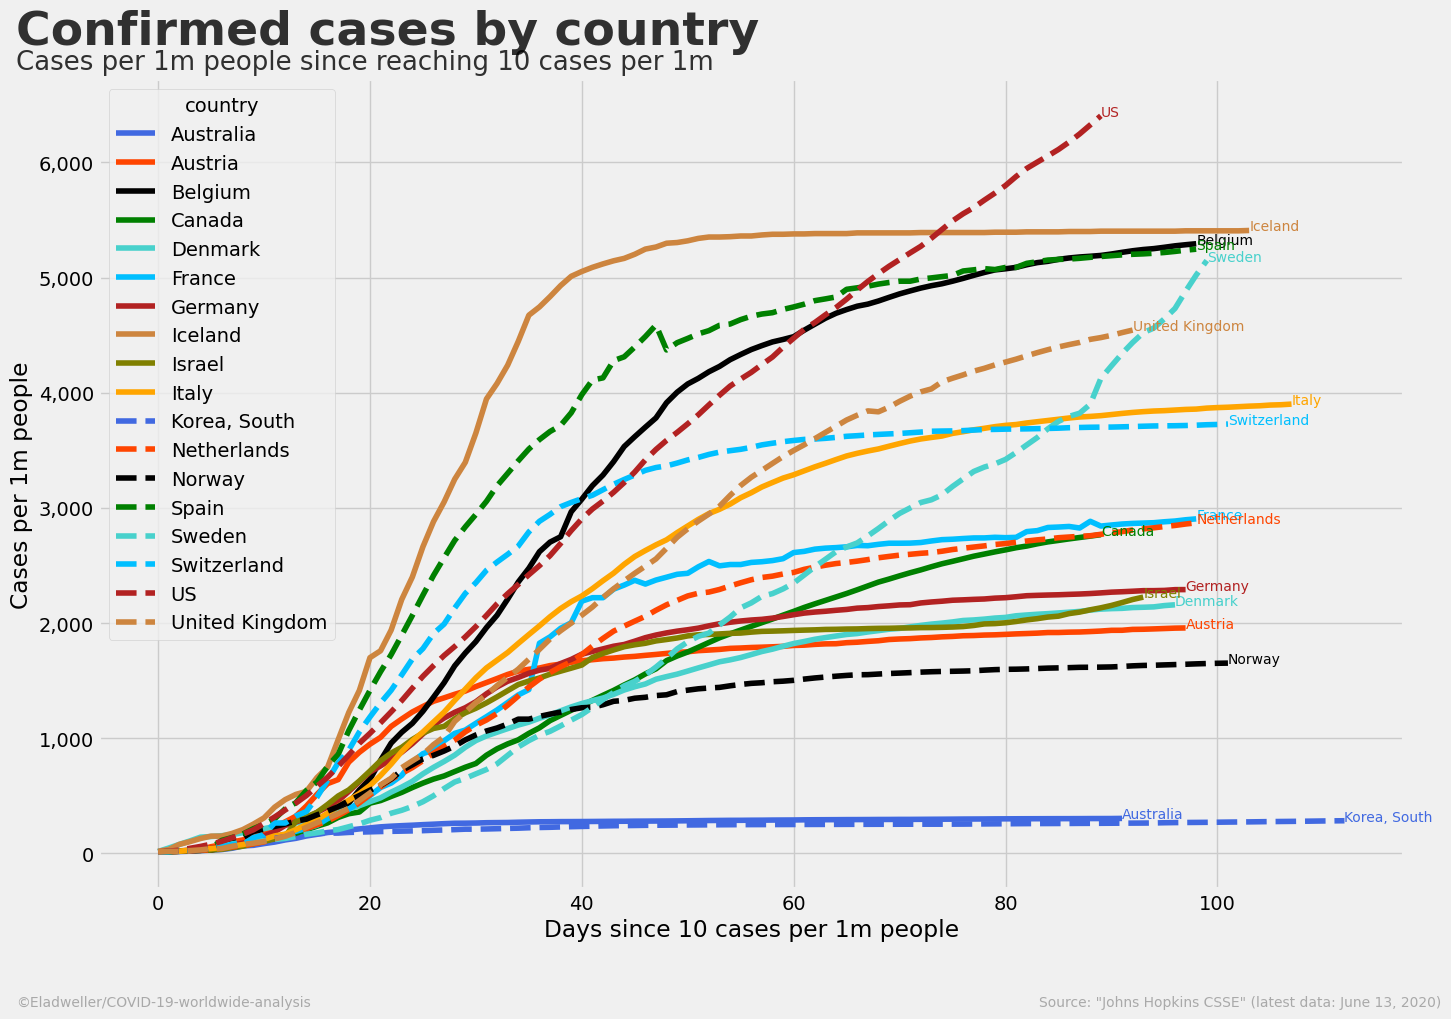 Confirmed cases by country
Cases per 1m people since reaching 10 cases per 1m
country
Australia
Austria
Belgium
Canada
Denmark
France
Germany
Iceland
Israel
Italy
Korea, South
Netherlands
Norway
Spain
Sweden
Switzerland
US
United Kingdom
Cases per 1m people
6,000
5,000
4,000
3,000
2,000
1,000
0
US
Iceland
Belgium
Spain
Sweden
United Kingdom
Italy
Switzerland
France
Netherlands
Canada
Germany
Israel
Denmark
Austria
Norway
Australia
Korea, South
0 20 40 60 80 100
Days since 10 cases per 1m people
©Eladweller/COVID-19-worldwide-analysis
Source: "Johns Hopkins CSSE" (latest data: June 13, 2020)